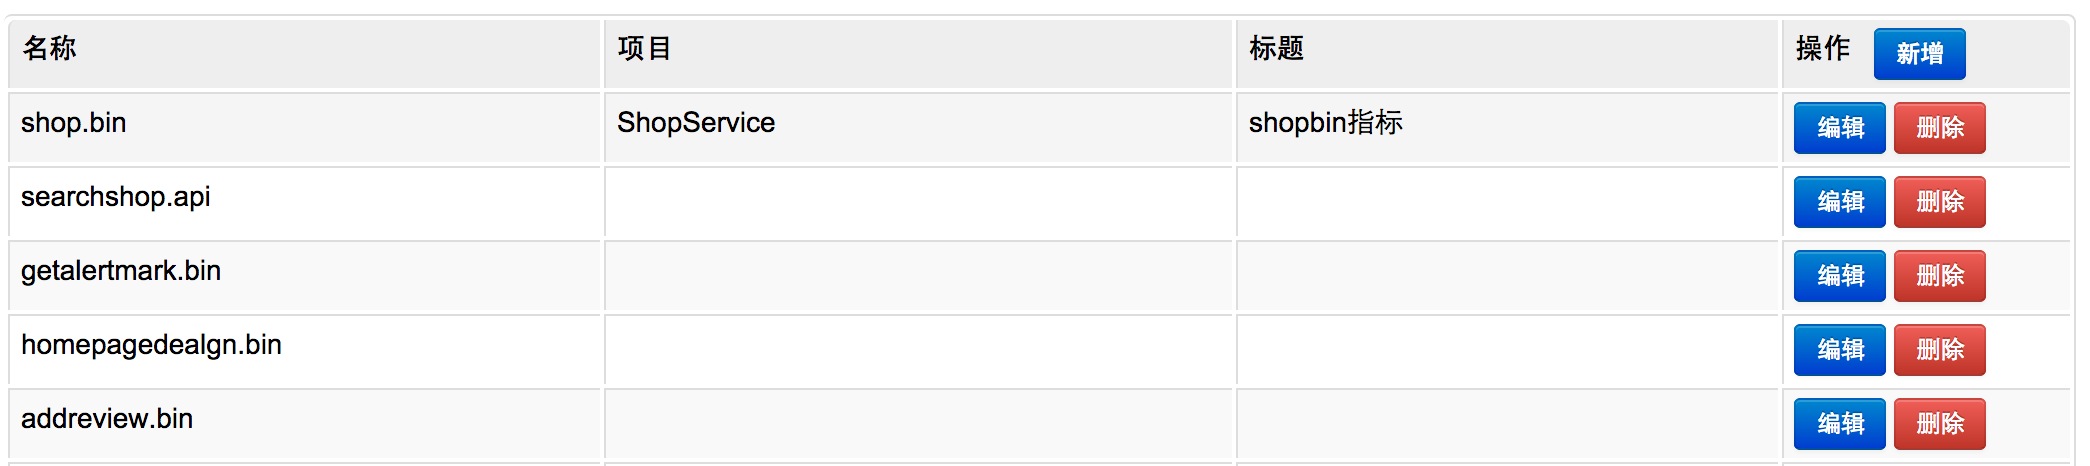 名称 项目 标题 操作 新增
shop.bin ShopService shopbin指标 编辑 删除
searchshop.api 编辑 删除
getalertmark.bin 编辑 删除
homepagedealgn.bin 编辑 删除
addreview.bin 编辑 删除